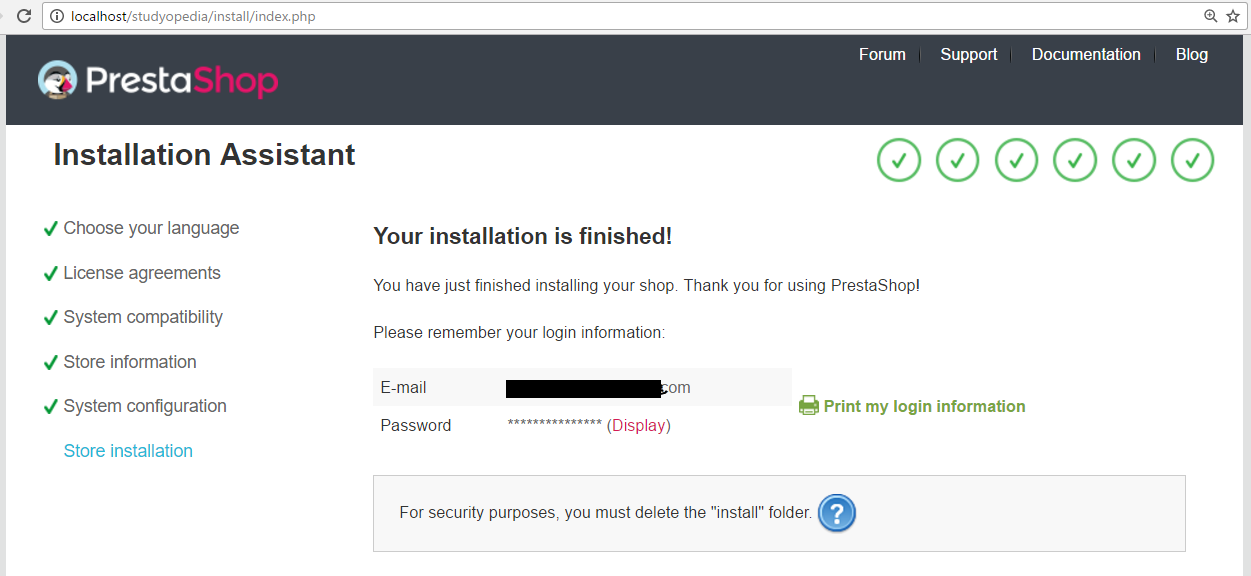 localhost/studyopedia/install/index.php
Forum Support Documentation Blog
PrestaShop
Installation Assistant
Choose your language
License agreements
System compatibility
Store information
System configuration
Store installation
Your installation is finished!
You have just finished installing your shop. Thank you for using PrestaShop!
Please remember your login information:
E-mail com
Password *************** (Display)
Print my login information
For security purposes, you must delete the "install" folder. ?